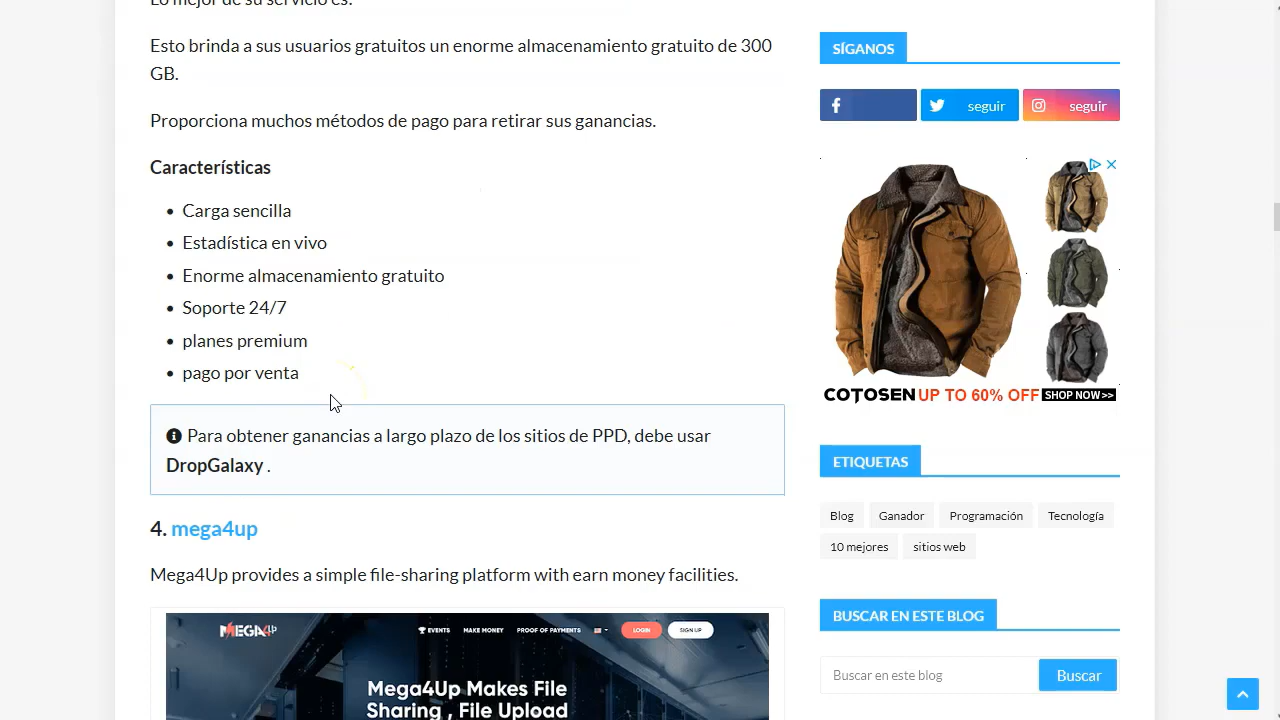 Lo mejor de su servicio es:
Esto brinda a sus usuarios gratuitos un enorme almacenamiento gratuito de 300
GB.
Proporciona muchos métodos de pago para retirar sus ganancias.
Características
Carga sencilla
Estadística en vivo
Enorme almacenamiento gratuito
Soporte 24/7
planes premium
pago por venta
Para obtener ganancias a largo plazo de los sitios de PPD, debe usar
DropGalaxy .
4. mega4up
Mega4Up provides a simple file-sharing platform with earn money facilities.
MEGA4up
EVENTS MAKE MONEY PROOF OF PAYMENTS LOGIN SIGN UP
Mega4Up Makes File
Sharing , File Upload
SÍGANOS
seguir seguir
COTOSEN UP TO 60% OFF SHOP NOW >>
ETIQUETAS
Blog Ganador Programación Tecnología
10 mejores sitios web
BUSCAR EN ESTE BLOG
Buscar en este blog Buscar